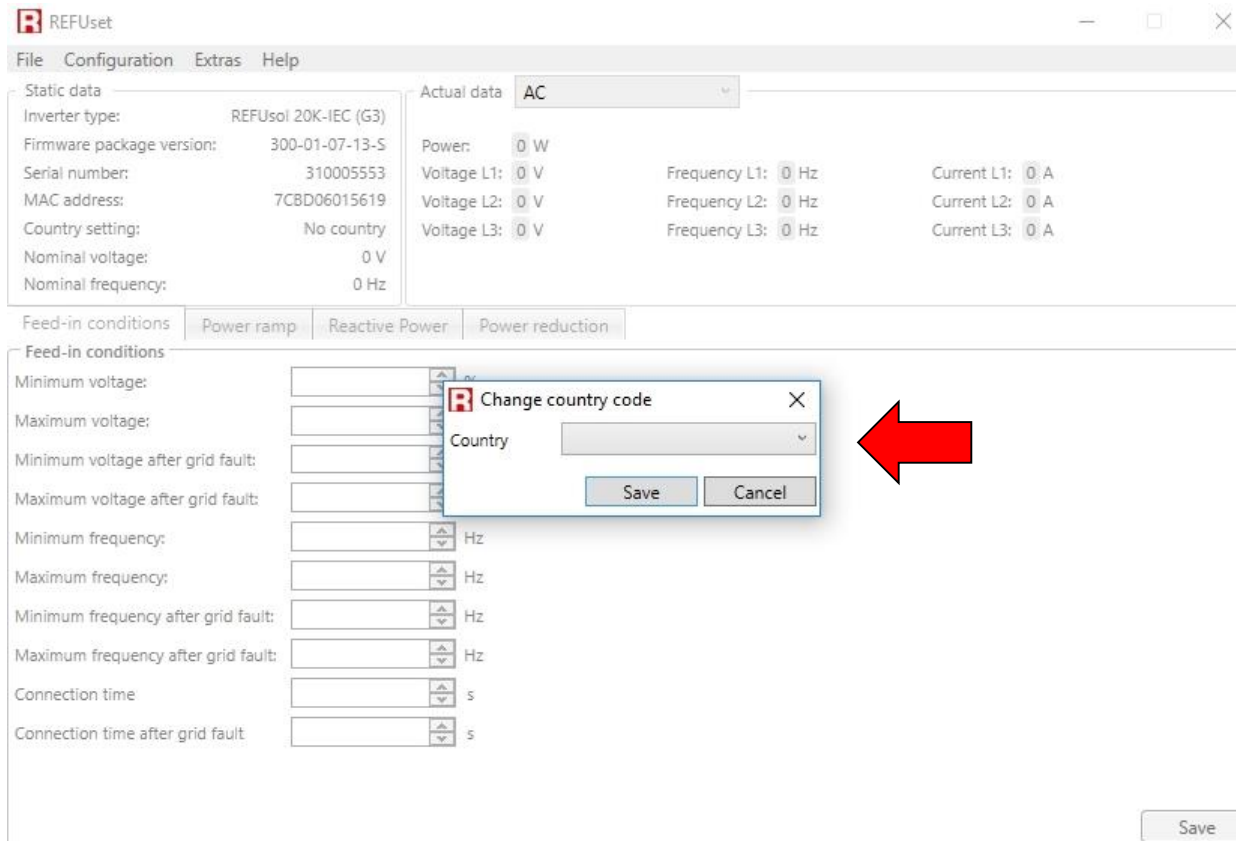 REFUset
File Configuration Extras Help
Static data
Inverter type: REFUsol 20K-IEC (G3)
Firmware package version: 300-01-07-13-S
Serial number: 310005553
MAC address: 7CBD06015619
Country setting: No country
Nominal voltage: 0 V
Nominal frequency: 0 Hz
Actual data AC
Power: 0 W
Voltage L1: 0 V Frequency L1: 0 Hz Current L1: 0 A
Voltage L2: 0 V Frequency L2: 0 Hz Current L2: 0 A
Voltage L3: 0 V Frequency L3: 0 Hz Current L3: 0 A
Feed-in conditions Power ramp Reactive Power Power reduction
Feed-in conditions
Minimum voltage:
Maximum voltage:
Minimum voltage after grid fault:
Maximum voltage after grid fault:
Minimum frequency: Hz
Maximum frequency: Hz
Minimum frequency after grid fault: Hz
Maximum frequency after grid fault: Hz
Connection time s
Connection time after grid fault s
R Change country code
Country
Save Cancel
Save